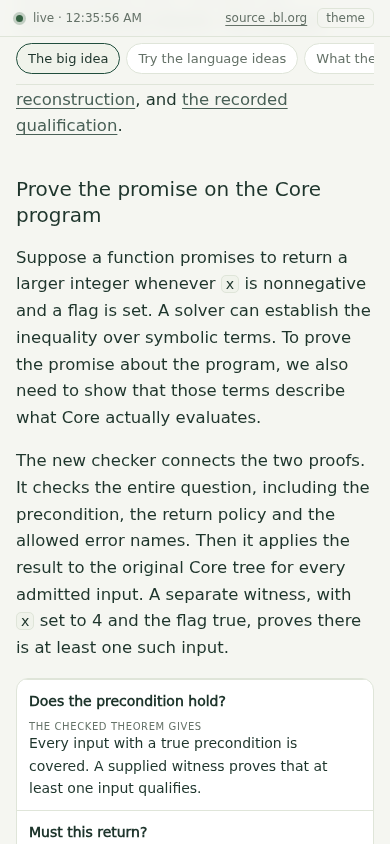 live · 12:35:56 AM
source .bl.org
theme
The big idea
Try the language ideas
What the
reconstruction, and the recorded
qualification.
Prove the promise on the Core
program
Suppose a function promises to return a
larger integer whenever x is nonnegative
and a flag is set. A solver can establish the
inequality over symbolic terms. To prove
the promise about the program, we also
need to show that those terms describe
what Core actually evaluates.
The new checker connects the two proofs.
It checks the entire question, including the
precondition, the return policy and the
allowed error names. Then it applies the
result to the original Core tree for every
admitted input. A separate witness, with
x set to 4 and the flag true, proves there
is at least one such input.
Does the precondition hold?
THE CHECKED THEOREM GIVES
Every input with a true precondition is
covered. A supplied witness proves that at
least one input qualifies.
Must this return?